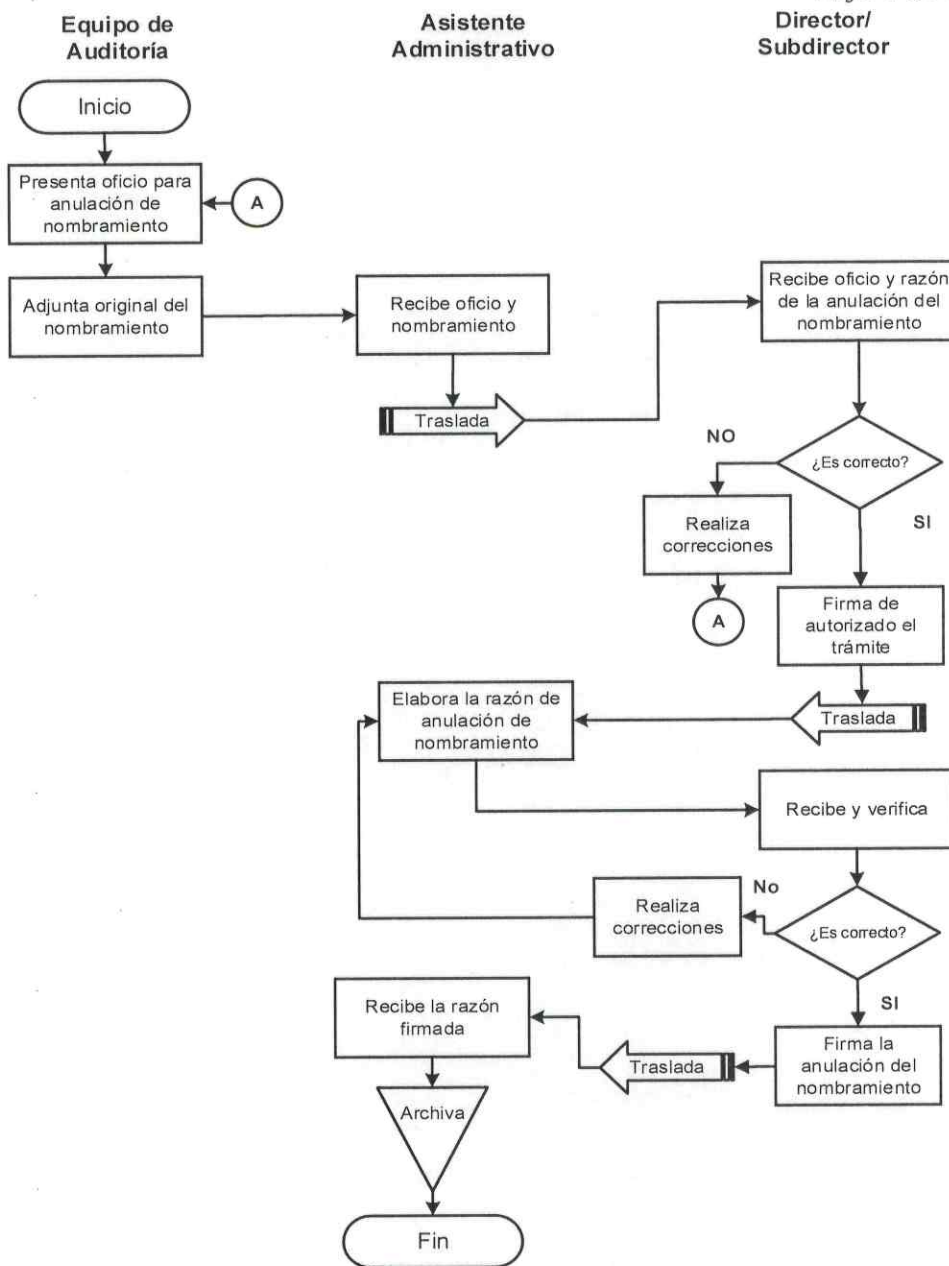 Equipo de
Auditoría
Asistente
Administrativo
Director/
Subdirector
Inicio
Presenta oficio para
anulación de
nombramiento
A
Adjunta original del
nombramiento
Recibe oficio y
nombramiento
Recibe oficio y razón
de la anulación del
nombramiento
Traslada
NO
¿Es correcto?
SI
Realiza
correcciones
A
Firma de
autorizado el
trámite
Elabora la razón de
anulación de
nombramiento
Traslada
Recibe y verifica
No
Realiza
correcciones
¿Es correcto?
SI
Recibe la razón
firmada
Traslada
Firma la
anulación del
nombramiento
Archiva
Fin